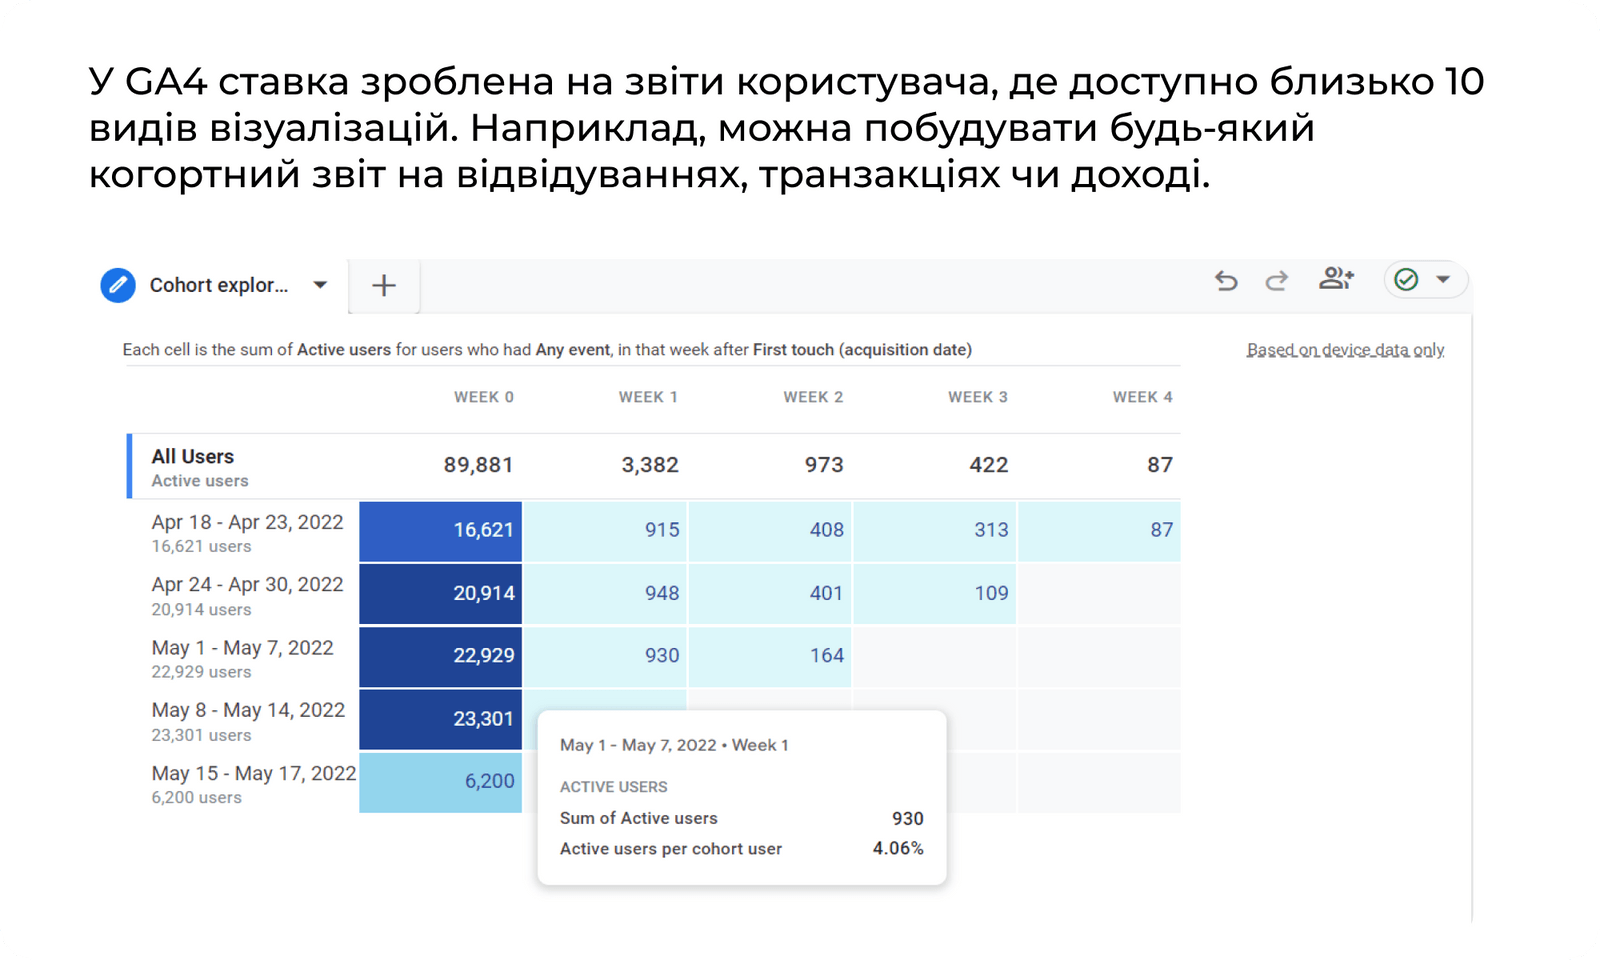 У GA4 ставка зроблена на звіти користувача, де доступно близько 10
видів візуалізацій. Наприклад, можна побудувати будь-який
когортний звіт на відвідуваннях, транзакціях чи доході.
Cohort explor...
Each cell is the sum of Active users for users who had Any event, in that week after First touch (acquisition date)
Based on device data only
WEEK 0 WEEK 1 WEEK 2 WEEK 3 WEEK 4
All Users 89,881 3,382 973 422 87
Active users
Apr 18 - Apr 23, 2022 16,621 915 408 313 87
16,621 users
Apr 24 - Apr 30, 2022 20,914 948 401 109
20,914 users
May 1 - May 7, 2022 22,929 930 164
22,929 users
May 8 - May 14, 2022 23,301
23,301 users
May 15 - May 17, 2022 6,200
6,200 users
May 1 - May 7, 2022 • Week 1
ACTIVE USERS
Sum of Active users 930
Active users per cohort user 4.06%